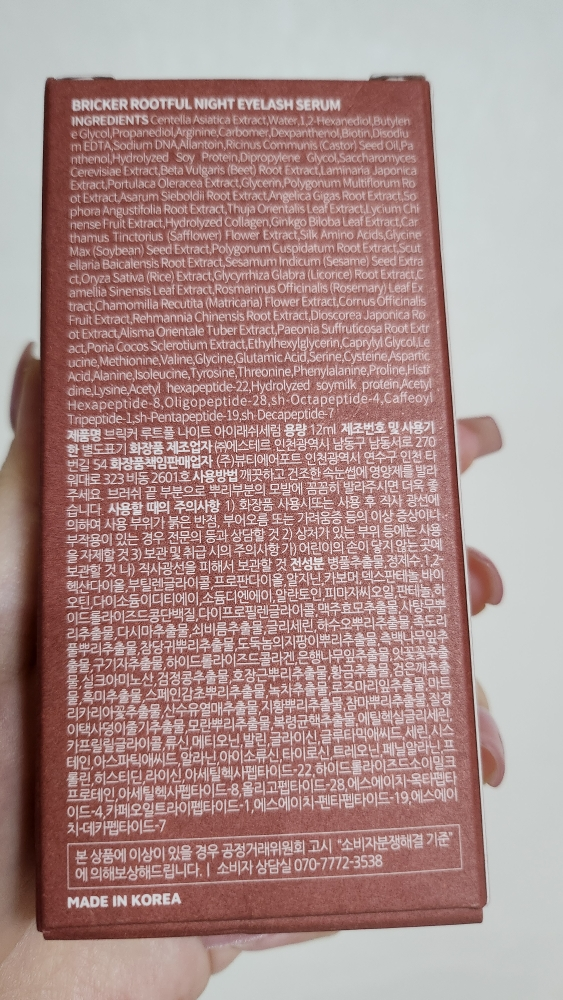 BRICKER ROOTFUL NIGHT EYELASH SERUM
INGREDIENTS Centella Asiatica Extract,Water,1,2-Hexanediol,Butylen
e Glycol,Propanediol,Arginine,Carbomer,Dexpanthenol,Biotin,Disodiu
m EDTA,Sodium DNA,Allantoin,Ricinus Communis (Castor) Seed Oil,Pa
nthenol,Hydrolyzed Soy Protein,Dipropylene Glycol,Saccharomyces
Cerevisiae Extract,Beta Vulgaris (Beet) Root Extract,Laminaria Japonica
Extract,Portulaca Oleracea Extract,Glycerin,Polygonum Multiflorum Ro
ot Extract,Asarum Sieboldii Root Extract,Angelica Gigas Root Extract,So
phora Angustifolia Root Extract,Thuja Orientalis Leaf Extract,Lycium Chi
nense Fruit Extract,Hydrolyzed Collagen,Ginkgo Biloba Leaf Extract,Car
thamus Tinctorius (Safflower) Flower Extract,Silk Amino Acids,Glycine
Max (Soybean) Seed Extract,Polygonum Cuspidatum Root Extract,Scut
ellaria Baicalensis Root Extract,Sesamum Indicum (Sesame) Seed Extra
ct,Oryza Sativa (Rice) Extract,Glycyrrhiza Glabra (Licorice) Root Extract,C
amellia Sinensis Leaf Extract,Rosmarinus Officinalis (Rosemary) Leaf Ex
tract,Chamomilla Recutita (Matricaria) Flower Extract,Cornus Officinalis
Fruit Extract,Rehmannia Chinensis Root Extract,Dioscorea Japonica Ro
ot Extract,Alisma Orientale Tuber Extract,Paeonia Suffruticosa Root Extr
act,Poria Cocos Sclerotium Extract,Ethylhexylglycerin,Caprylyl Glycol,Le
ucine,Methionine,Valine,Glycine,Glutamic Acid,Serine,Cysteine,Aspartic
Acid,Alanine,Isoleucine,Tyrosine,Threonine,Phenylalanine,Proline,Histi
dine,Lysine,Acetyl hexapeptide-22,Hydrolyzed soymilk protein,Acetyl
Hexapeptide-8,Oligopeptide-28,sh-Octapeptide-4,Caffeoyl
Tripeptide-1,sh-Pentapeptide-19,sh-Decapeptide-7
제품명 브릭커 루트풀 나이트 아이래쉬세럼 용량 12ml 제조번호 및 사용기
한 별도표기 화장품 제조업자 ㈜에스테르 인천광역시 남동구 남동서로 270
번길 54 화장품책임판매업자 (주)뷰티에어포트 인천광역시 연수구 인천 타
워대로 323 비동 2601호 사용방법 깨끗하고 건조한 속눈썹에 영양제를 발라
주세요. 브러쉬 끝 부분으로 뿌리부분의 모발에 꼼꼼히 발라주시면 더욱 좋
습니다. 사용할 때의 주의사항 1) 화장품 사용시또는 사용 후 직사 광선에
의하여 사용 부위가 붉은 반점, 부어오름 또는 가려움증 등의 이상 증상이나
부작용이 있는 경우 전문의 등과 상담할 것 2) 상처가 있는 부위 등에는 사용
을 자제할 것 3) 보관 및 취급 시의 주의사항 가) 어린이의 손이 닿지 않는 곳에
보관할 것 나) 직사광선을 피해서 보관할 것 전성분 병풀추출물,정제수,1,2-
헥산다이올,부틸렌글라이콜,프로판다이올,알지닌,카보머,덱스판테놀,바이
오틴,다이소듐이디티에이,소듐디엔에이,알란토인,피마자씨오일,판테놀,하
이드롤라이즈드콩단백질,다이프로필렌글라이콜,맥주효모추출물,사탕무뿌
리추출물,다시마추출물,쇠비름추출물,글리세린,하수오뿌리추출물,족도리
풀뿌리추출물,참당귀뿌리추출물,도둑놈의지팡이뿌리추출물,측백나무잎추
출물,구기자추출물,하이드롤라이즈드콜라겐,은행나무잎추출물,잇꽃꽃추출
물,실크아미노산,검정콩추출물,호장근뿌리추출물,황금추출물,검은깨추출
물,흑미추출물,스페인감초뿌리추출물,녹차추출물,로즈마리잎추출물,마트
리카리아꽃추출물,산수유열매추출물,지황뿌리추출물,참마뿌리추출물,질경
이택사덩이줄기추출물,모란뿌리추출물,복령균핵추출물,에틸헥실글리세린,
카프릴릴글라이콜,류신,메티오닌,발린,글라이신,글루타믹애씨드,세린,시스
테인,아스파틱애씨드,알라닌,아이소류신,타이로신,트레오닌,페닐알라닌,프
롤린,히스티딘,라이신,아세틸헥사펩타이드-22,하이드롤라이즈드소이밀크
프로테인,아세틸헥사펩타이드-8,올리고펩타이드-28,에스에이치-옥타펩타
이드-4,카페오일트라이펩타이드-1,에스에이치-펜타펩타이드-19,에스에이
치-데카펩타이드-7
본 상품에 이상이 있을 경우 공정거래위원회 고시 "소비자분쟁해결 기준"
에 의해보상해드립니다. | 소비자 상담실 070-7772-3538
MADE IN KOREA